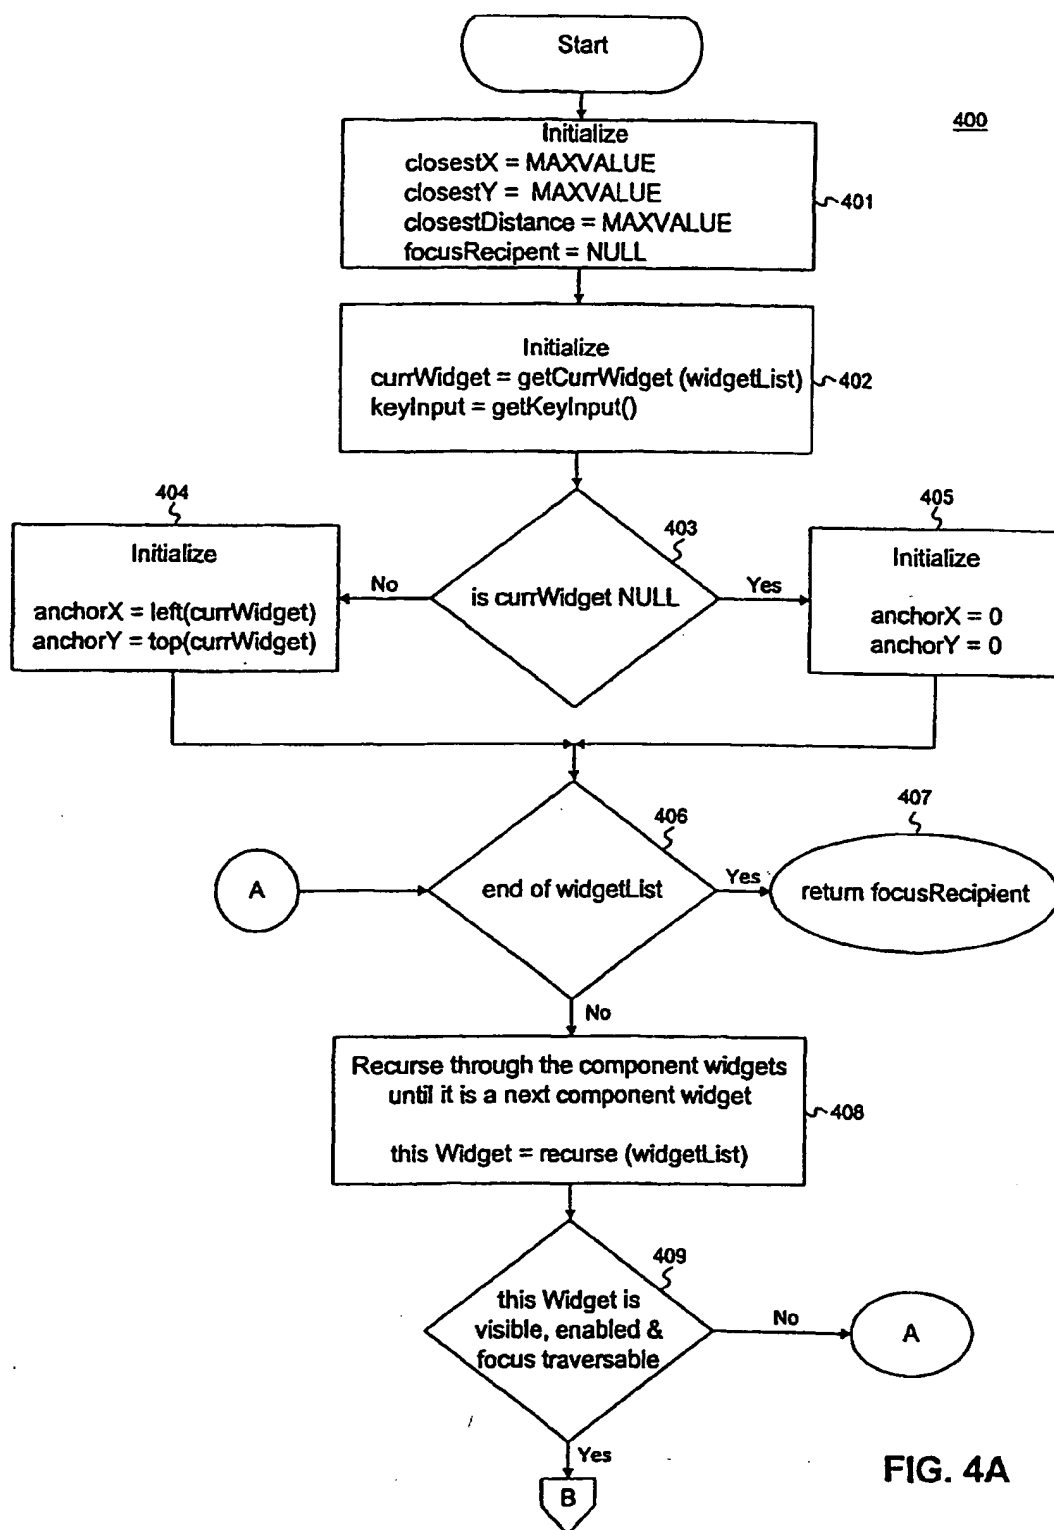 Start
400
Initialize
closestX = MAXVALUE
closestY = MAXVALUE
closestDistance = MAXVALUE
focusRecipent = NULL
401
Initialize
currWidget = getCurrWidget (widgetList)
keyInput = getKeyInput()
402
404
Initialize
anchorX = left(currWidget)
anchorY = top(currWidget)
No
403
is currWidget NULL
Yes
405
Initialize
anchorX = 0
anchorY = 0
A
406
end of widgetList
Yes
407
return focusRecipient
No
Recurse through the component widgets
until it is a next component widget
this Widget = recurse (widgetList)
408
409
this Widget is
visible, enabled &
focus traversable
No
A
Yes
B
FIG. 4A